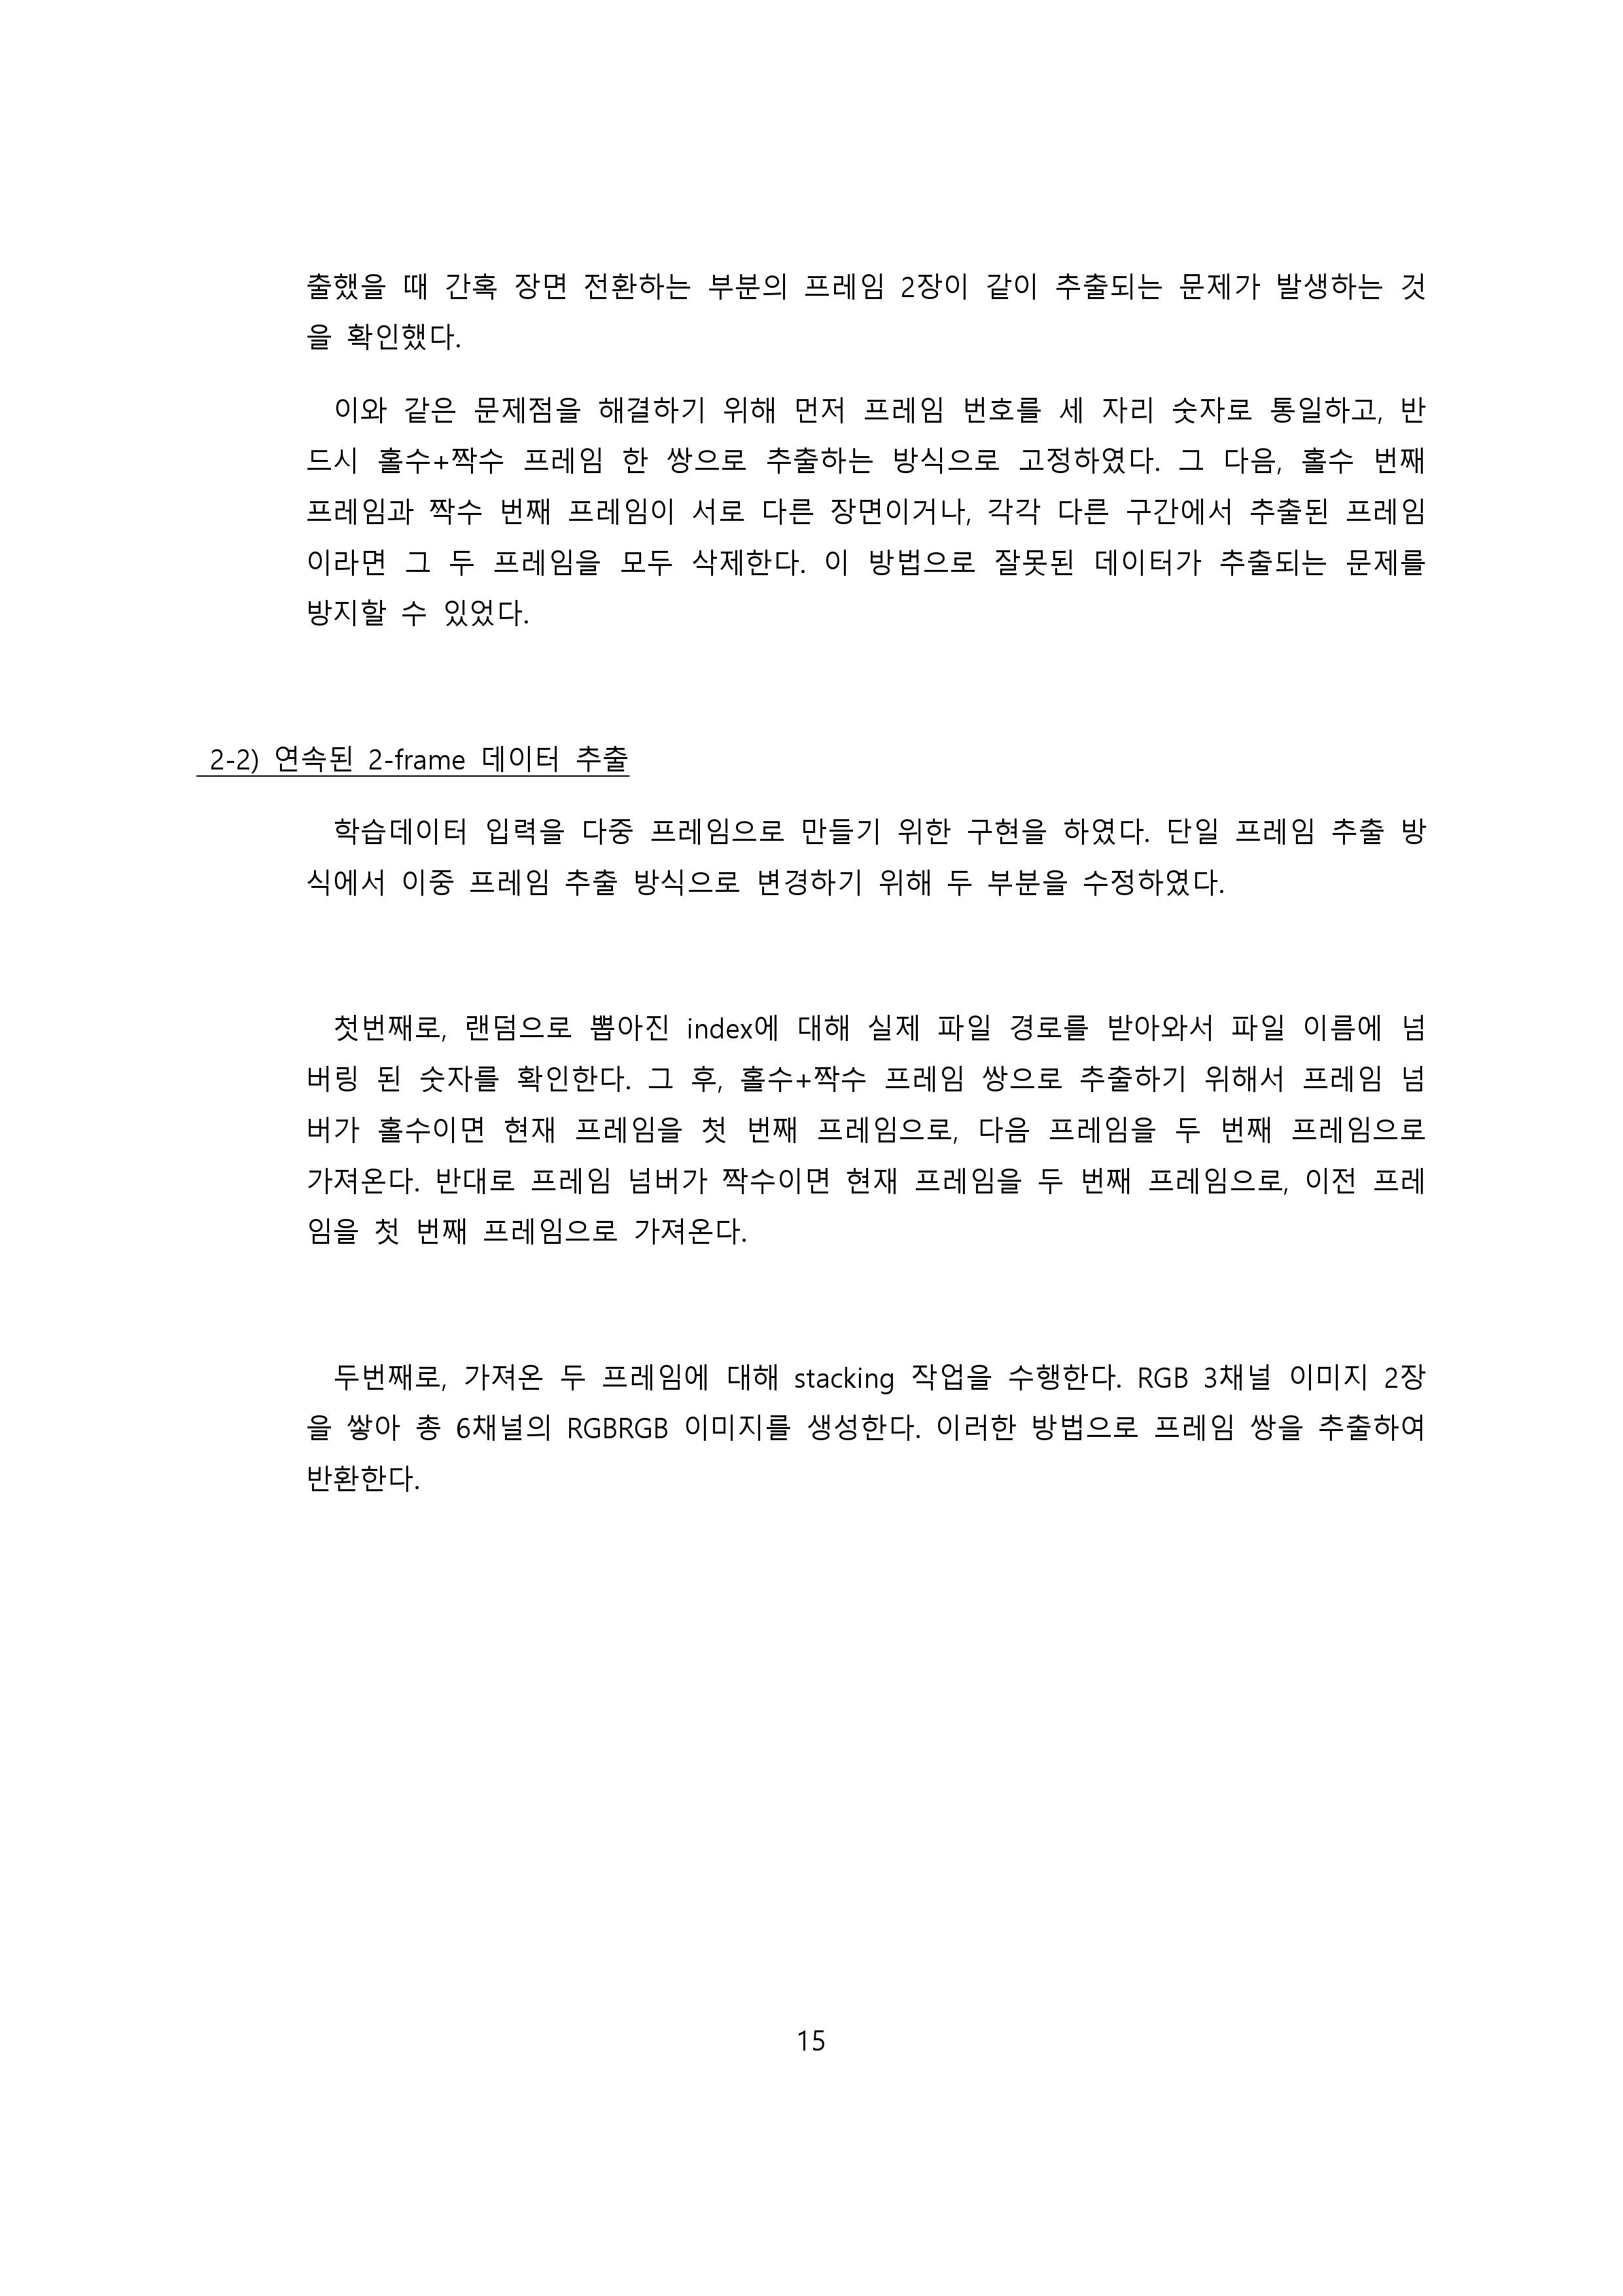 출했을 때 간혹 장면 전환하는 부분의 프레임 2장이 같이 추출되는 문제가 발생하는 것
을 확인했다.
이와 같은 문제점을 해결하기 위해 먼저 프레임 번호를 세 자리 숫자로 통일하고, 반
드시 홀수+짝수 프레임 한 쌍으로 추출하는 방식으로 고정하였다. 그 다음, 홀수 번째
프레임과 짝수 번째 프레임이 서로 다른 장면이거나, 각각 다른 구간에서 추출된 프레임
이라면 그 두 프레임을 모두 삭제한다. 이 방법으로 잘못된 데이터가 추출되는 문제를
방지할 수 있었다.
2-2) 연속된 2-frame 데이터 추출
학습데이터 입력을 다중 프레임으로 만들기 위한 구현을 하였다. 단일 프레임 추출 방
식에서 이중 프레임 추출 방식으로 변경하기 위해 두 부분을 수정하였다.
첫번째로, 랜덤으로 뽑아진 index에 대해 실제 파일 경로를 받아와서 파일 이름에 넘
버링 된 숫자를 확인한다. 그 후, 홀수+짝수 프레임 쌍으로 추출하기 위해서 프레임 넘
버가 홀수이면 현재 프레임을 첫 번째 프레임으로, 다음 프레임을 두 번째 프레임으로
가져온다. 반대로 프레임 넘버가 짝수이면 현재 프레임을 두 번째 프레임으로, 이전 프레
임을 첫 번째 프레임으로 가져온다.
두번째로, 가져온 두 프레임에 대해 stacking 작업을 수행한다. RGB 3채널 이미지 2장
을 쌓아 총 6채널의 RGBRGB 이미지를 생성한다. 이러한 방법으로 프레임 쌍을 추출하여
반환한다.
15